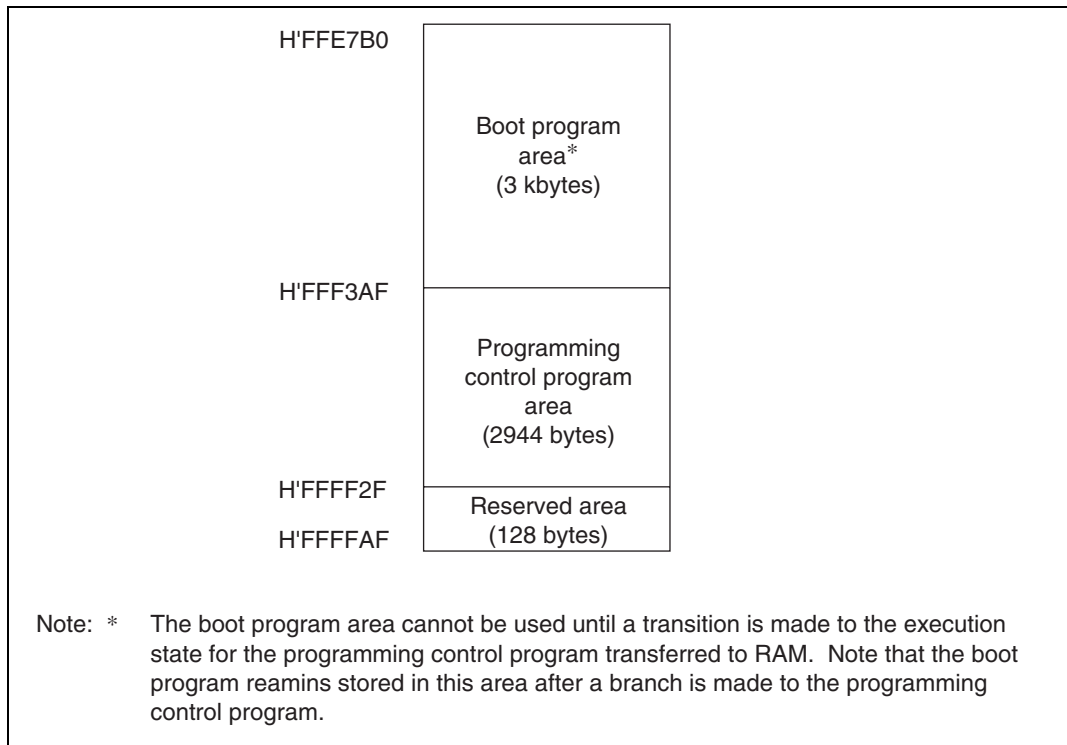 H'FFE7B0
Boot program
area*
(3 kbytes)
H'FFF3AF
Programming
control program
area
(2944 bytes)
H'FFFF2F
Reserved area
(128 bytes)
H'FFFFAF
Note: * The boot program area cannot be used until a transition is made to the execution
state for the programming control program transferred to RAM. Note that the boot
program reamins stored in this area after a branch is made to the programming
control program.